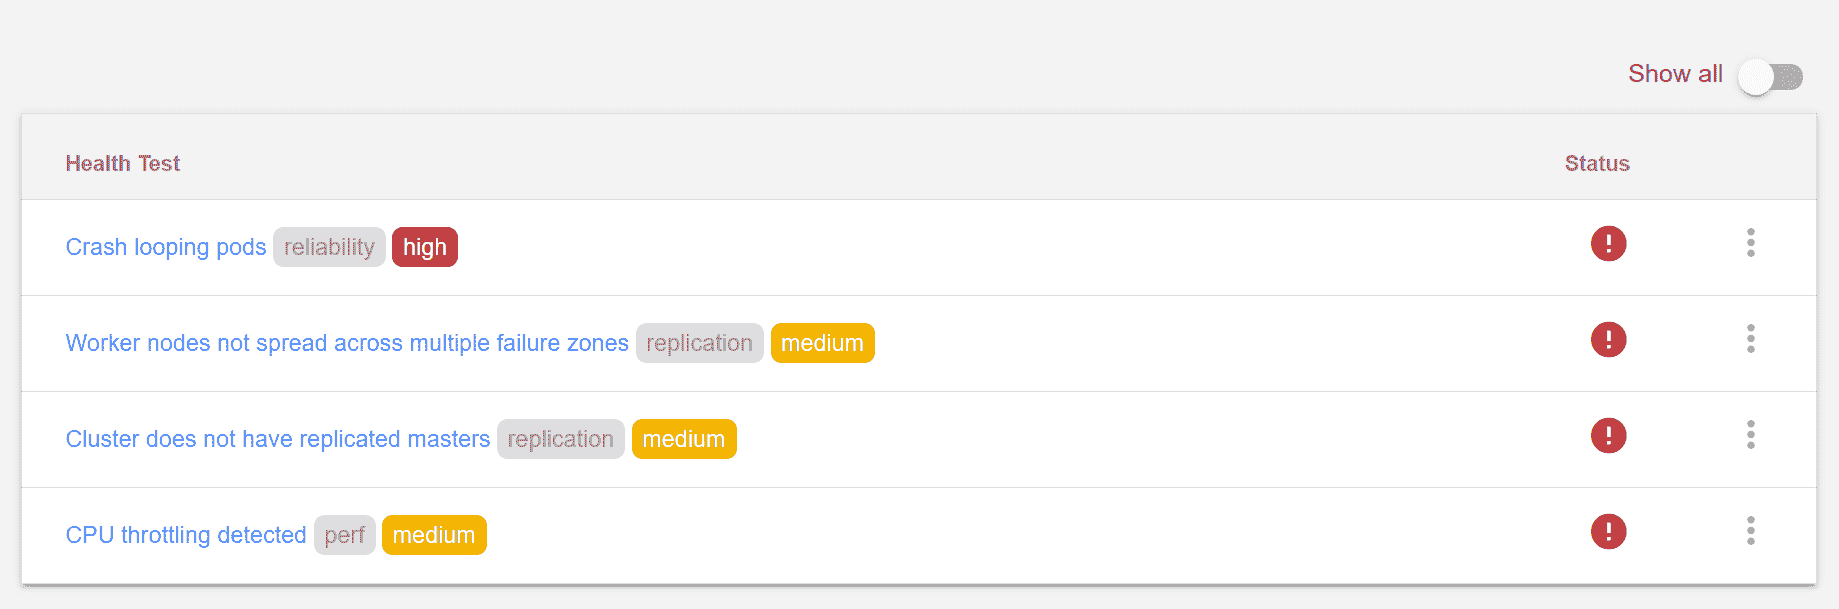 Show all
Health Test Status
Crash looping pods reliability high
Worker nodes not spread across multiple failure zones replication medium
Cluster does not have replicated masters replication medium
CPU throttling detected perf medium